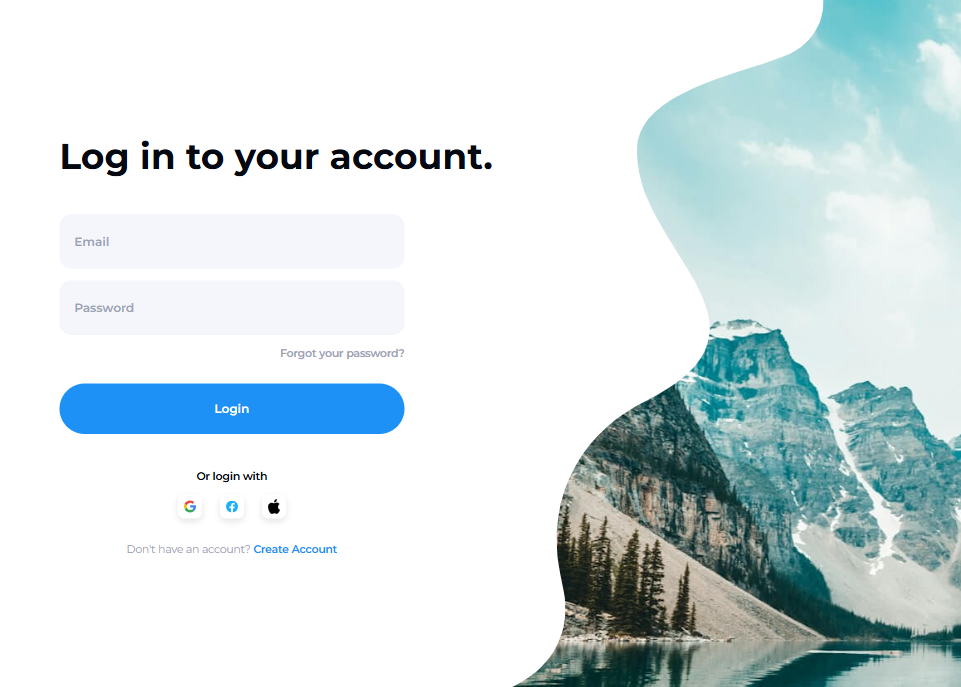 Log in to your account.
Email
Password
Forgot your password?
Login
Or login with
Don't have an account? Create Account